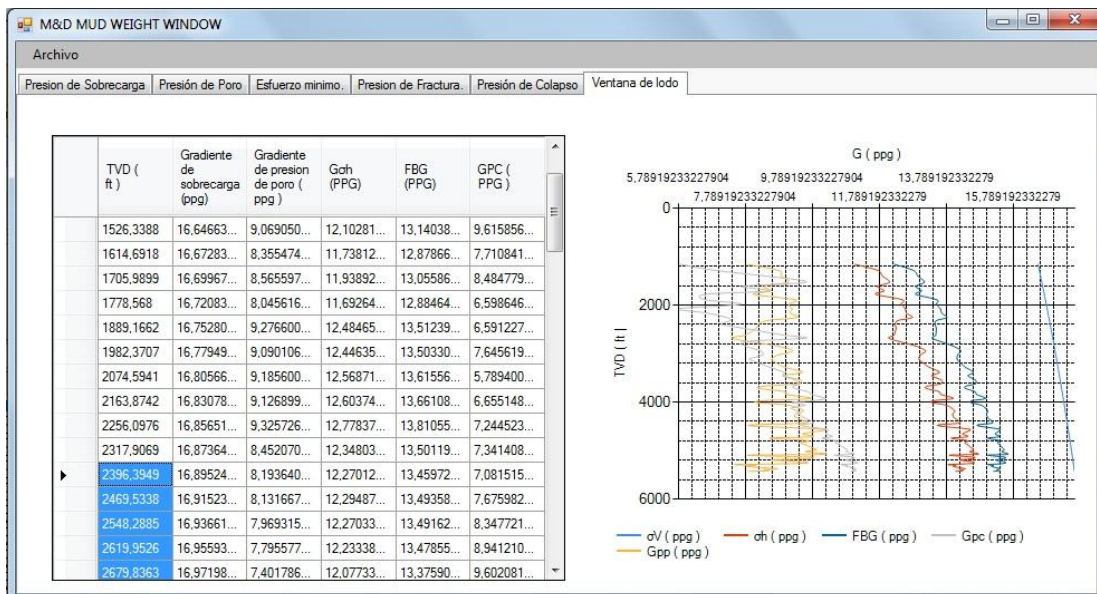 M&D MUD WEIGHT WINDOW
Archivo
Presion de Sobrecarga Presión de Poro Esfuerzo minimo. Presion de Fractura. Presión de Colapso Ventana de lodo
TVD ( ft ) Gradiente de sobrecarga (ppg) Gradiente de presion de poro ( ppg ) Gσh (PPG) FBG (PPG) GPC ( PPG )
1526,3388 16,64663... 9,069050... 12,10281... 13,14038... 9,615856...
1614,6918 16,67283... 8,355474... 11,73812... 12,87866... 7,710841...
1705,9899 16,69967... 8,565597... 11,93892... 13,05586... 8,484779...
1778,568 16,72083... 8,045616... 11,69264... 12,88464... 6,598646...
1889,1662 16,75280... 9,276600... 12,48465... 13,51239... 6,591227...
1982,3707 16,77949... 9,090106... 12,44635... 13,50330... 7,645619...
2074,5941 16,80566... 9,185600... 12,56871... 13,61556... 5,789400...
2163,8742 16,83078... 9,126899... 12,60374... 13,66108... 6,655148...
2256,0976 16,85651... 9,325726... 12,77837... 13,81055... 7,244523...
2317,9069 16,87364... 8,452070... 12,34803... 13,50119... 7,341408...
2396,3949 16,89524... 8,193640... 12,27012... 13,45972... 7,081515...
2469,5338 16,91523... 8,131667... 12,29487... 13,49358... 7,675982...
2548,2885 16,93661... 7,969315... 12,27033... 13,49162... 8,347721...
2619,9526 16,95593... 7,795577... 12,23338... 13,47855... 8,941210...
2679,8363 16,97198... 7,401786... 12,07733... 13,37590... 9,602081...
G ( ppg )
5,78919233227904 9,789192332227904 13,789192332279
7,78919233227904 11,789192332279 15,789192332279
0
2000
TVD ( ft )
4000
6000
σV ( ppg ) σh ( ppg ) FBG ( ppg ) Gpc ( ppg )
Gpp ( ppg )